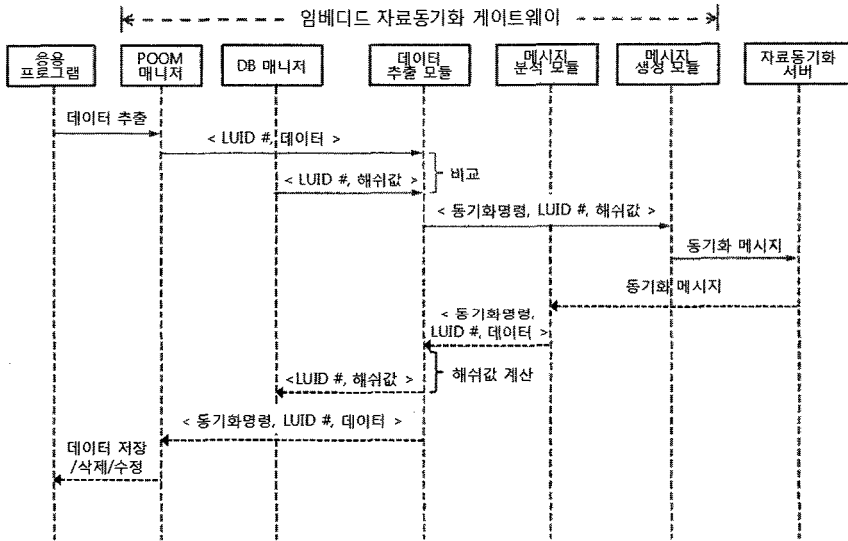 임베디드 자료동기화 게이트웨이
응용
프로그램
POOM
매니저
DB 매니저
데이터
추출 모듈
메시지
분석 모듈
메시지
생성 모듈
자료동기화
서버
데이터 추출
< LUID #, 데이터 >
비교
< LUID #, 해쉬값 >
< 동기화명령, LUID #, 해쉬값 >
동기화 메시지
동기화 메시지
< 동기화명령,
LUID #, 데이터 >
해쉬값 계산
<LUID #, 해쉬값 >
< 동기화명령, LUID #, 데이터 >
데이터 저장
/삭제/수정